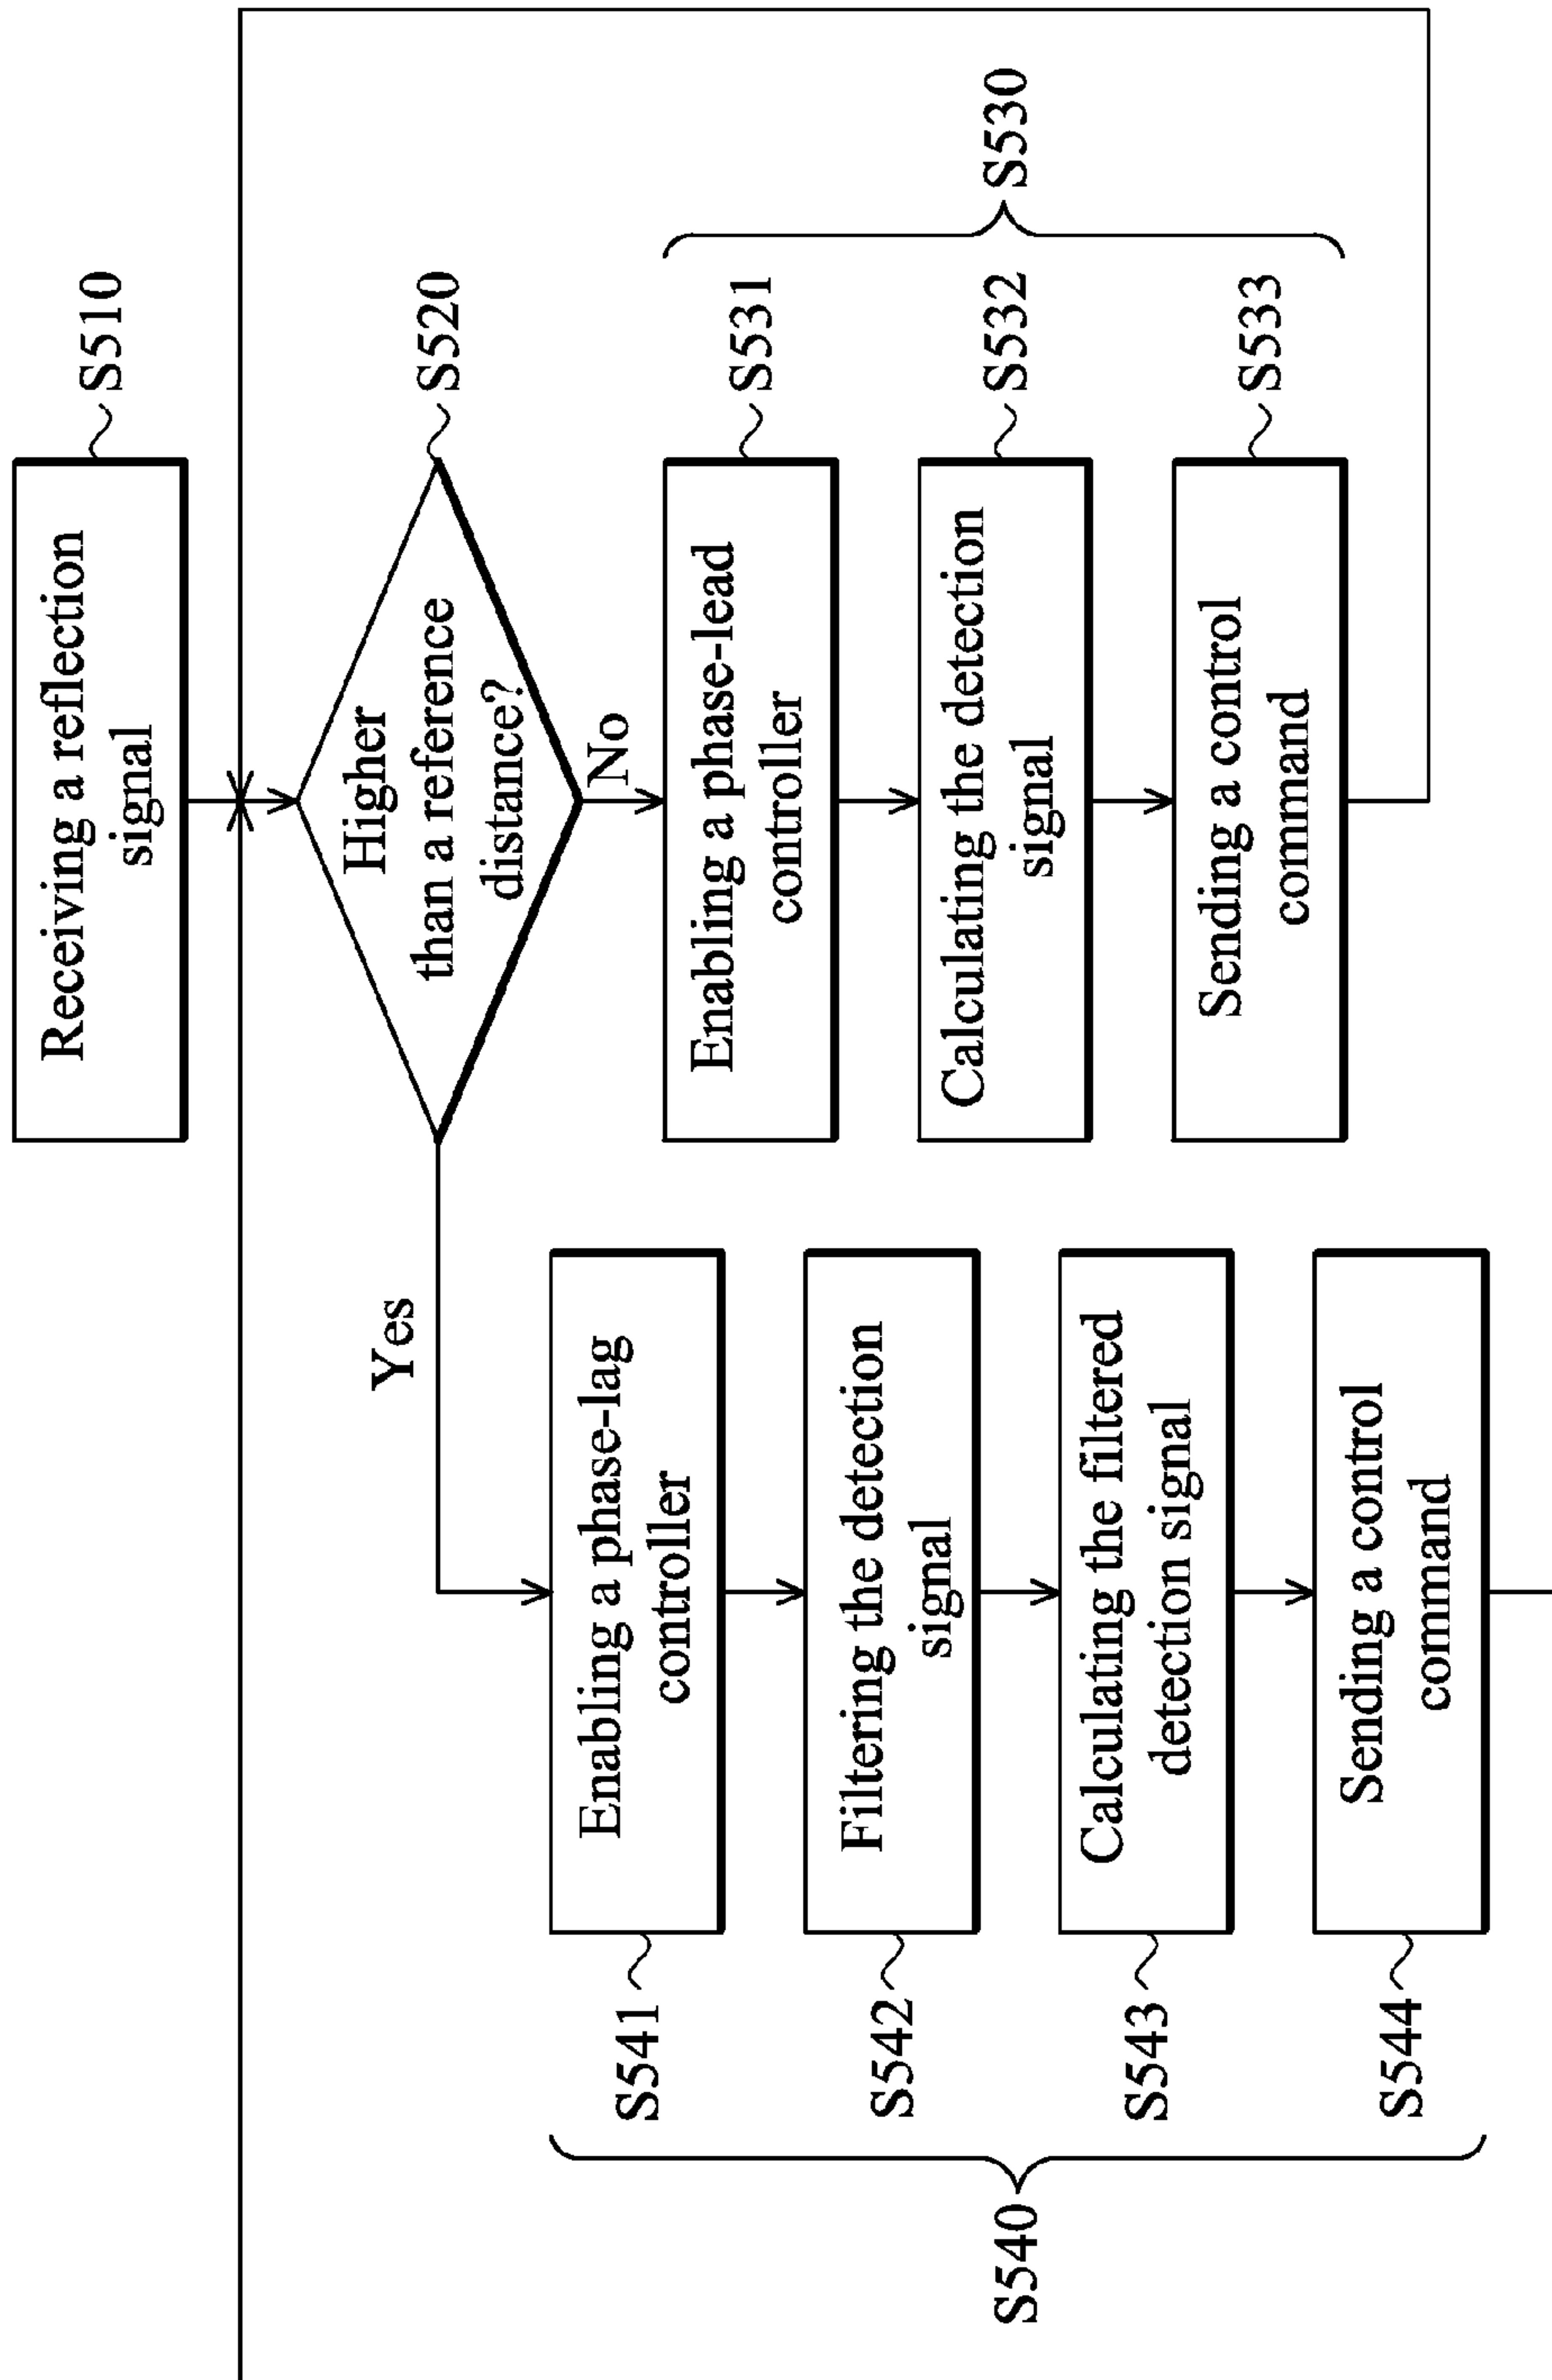 Receiving a reflection
signal
S510
Higher
than a reference
distance?
S520
Yes
No
Enabling a phase-lead
controller
S531
Calculating the detection
signal
S532
Sending a control
command
S533
S530
Enabling a phase-lag
controller
S541
Filtering the detection
signal
S542
Calculating the filtered
detection signal
S543
Sending a control
command
S544
S540